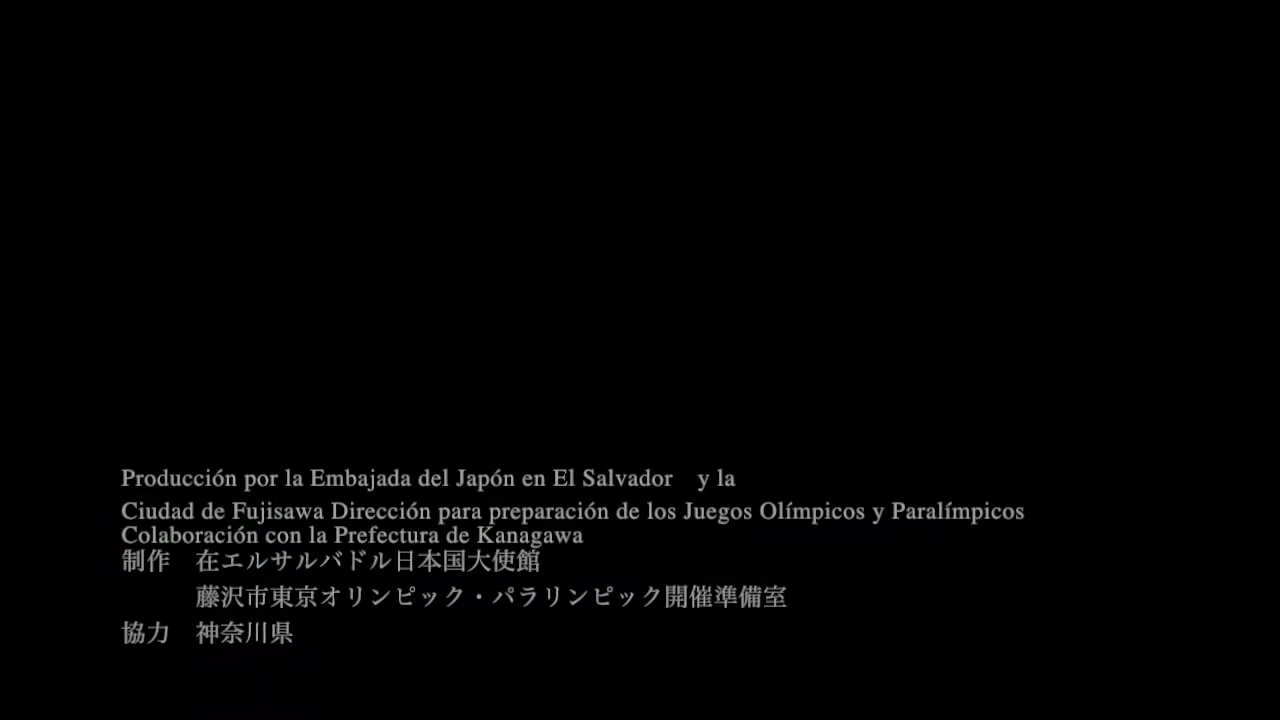 Producción por la Embajada del Japón en El Salvador　y la
Ciudad de Fujisawa Dirección para preparación de los Juegos Olímpicos y Paralímpicos
Colaboración con la Prefectura de Kanagawa
制作　在エルサルバドル日本国大使館
藤沢市東京オリンピック・パラリンピック開催準備室
協力　神奈川県